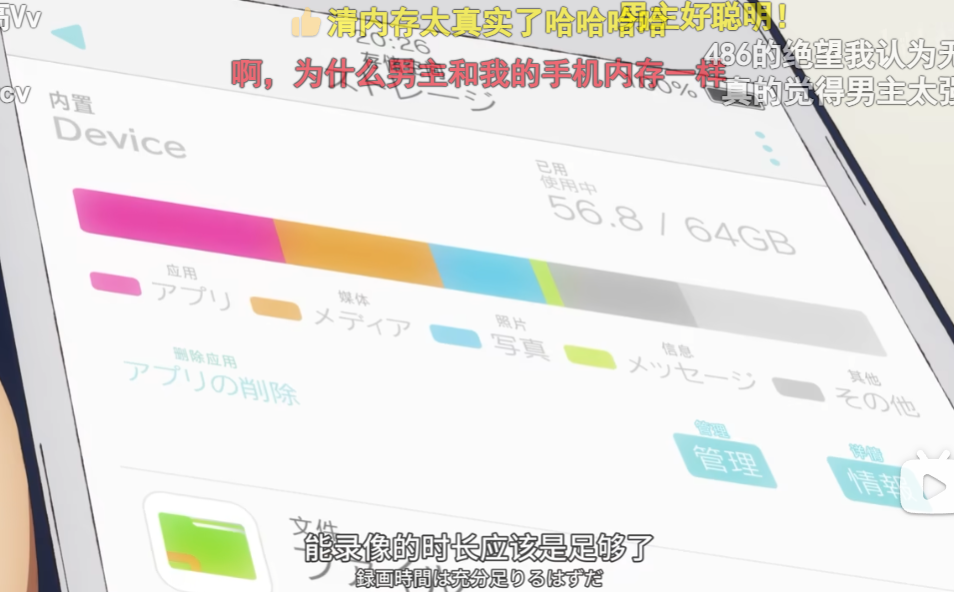 清内存太真实了哈哈哈哈
男主好聪明！
20:26
486的绝望我认为无
啊，为什么男主和我的手机内存一样
ストレージ
cv
真的觉得男主太强
内置
Device
已用
使用中
56.8 / 64GB
应用
アプリ
媒体
メディア
照片
写真
信息
メッセージ
其他
その他
删除应用
アプリの削除
管理
管理
详情
情報
文件
能录像的时长应该是足够了
録画時間は充分足りるはずだ